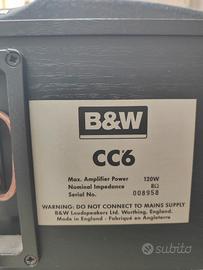 B&W
CC6
Max. Amplifier Power 120W
Nominal Impedance 8Ω
Serial No. 008958
WARNING: DO NOT CONNECT TO MAINS SUPPLY
B&W Loudspeakers Ltd. Worthing, England.
Made in England - Fabriqué en Angleterre
subito